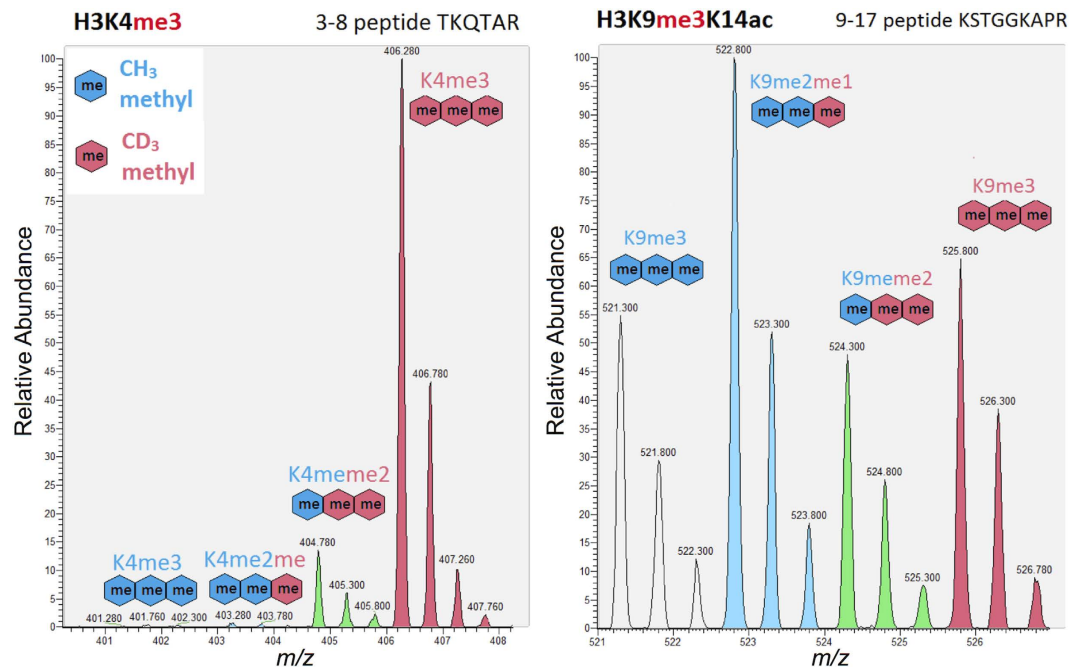 H3K4me3
3-8 peptide TKQTAR
CH3
methyl
CD3
methyl
me
me
Relative Abundance
100
95
90
85
80
75
70
65
60
55
50
45
40
35
30
25
20
15
10
5
0
406.280
K4me3
me me me
406.780
K4meme2
me me me
404.780
407.260
K4me3
me me me
K4me2me
me me me
405.300
405.800
407.760
401.280
401.760
402.300
403.280
403.780
401 402 403 404 405 406 407 408
m/z
H3K9me3K14ac
9-17 peptide KSTGGKAPR
Relative Abundance
100
95
90
85
80
75
70
65
60
55
50
45
40
35
30
25
20
15
10
5
0
522.800
K9me2me1
me me me
K9me3
me me me
K9me3
me me me
525.800
K9meme2
me me me
521.300
523.300
524.300
526.300
521.800
524.800
523.800
522.300
525.300
526.780
521 522 523 524 525 526
m/z